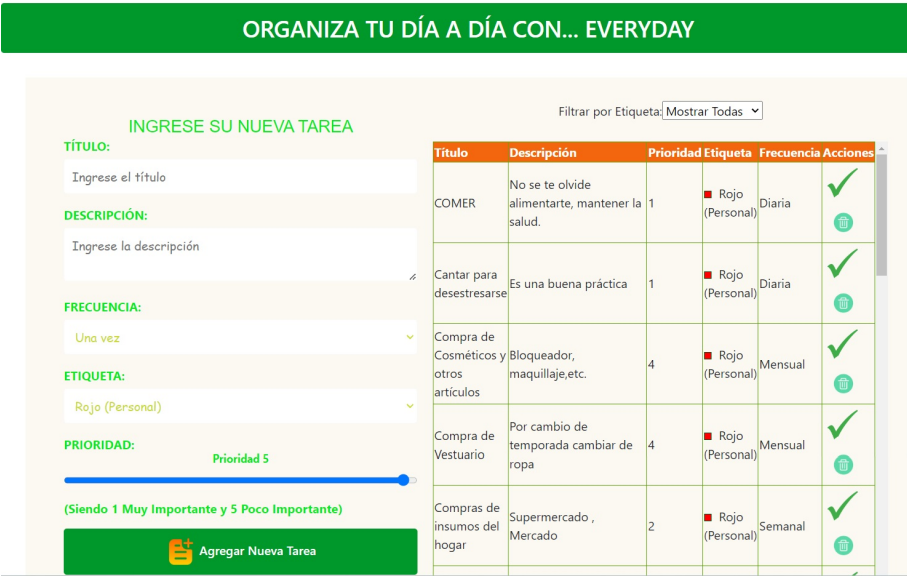 ORGANIZA TU DÍA A DÍA CON... EVERYDAY
INGRESE SU NUEVA TAREA
TÍTULO:
Ingrese el título
DESCRIPCIÓN:
Ingrese la descripción
FRECUENCIA:
Una vez
ETIQUETA:
Rojo (Personal)
PRIORIDAD:
Prioridad 5
(Siendo 1 Muy Importante y 5 Poco Importante)
Agregar Nueva Tarea
Filtrar por Etiqueta: Mostrar Todas
Título Descripción Prioridad Etiqueta Frecuencia Acciones
COMER
No se te olvide
alimentarte, mantener la
salud.
1
Rojo
(Personal)
Diaria
Cantar para
desestresarse
Es una buena práctica
1
Rojo
(Personal)
Diaria
Compra de
Cosméticos y
otros
artículos
Bloqueador,
maquillaje,etc.
4
Rojo
(Personal)
Mensual
Compra de
Vestuario
Por cambio de
temporada cambiar de
ropa
4
Rojo
(Personal)
Mensual
Compras de
insumos del
hogar
Supermercado ,
Mercado
2
Rojo
(Personal)
Semanal